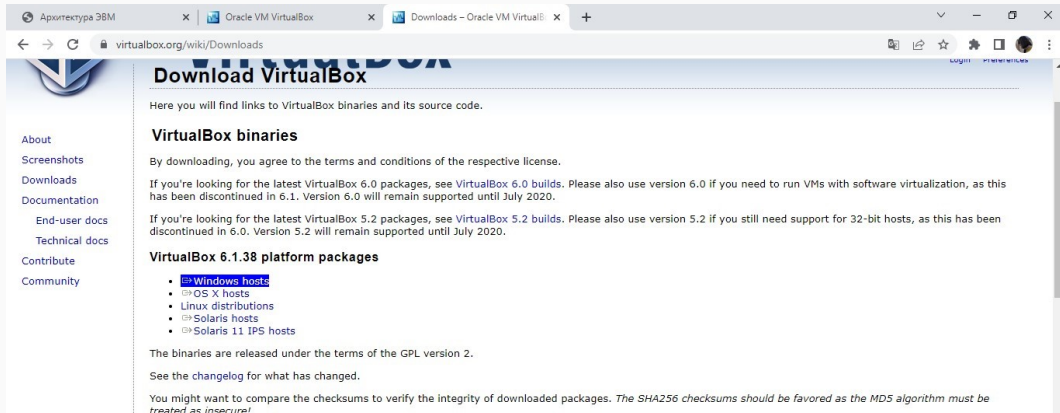 Архитектура ЭВМ
Oracle VM VirtualBox
Downloads – Oracle VM VirtualB
virtualbox.org/wiki/Downloads
VirtualBox
Login Preferences
Download VirtualBox
Here you will find links to VirtualBox binaries and its source code.
About
Screenshots
Downloads
Documentation
End-user docs
Technical docs
Contribute
Community
VirtualBox binaries
By downloading, you agree to the terms and conditions of the respective license.
If you're looking for the latest VirtualBox 6.0 packages, see VirtualBox 6.0 builds. Please also use version 6.0 if you need to run VMs with software virtualization, as this
has been discontinued in 6.1. Version 6.0 will remain supported until July 2020.
If you're looking for the latest VirtualBox 5.2 packages, see VirtualBox 5.2 builds. Please also use version 5.2 if you still need support for 32-bit hosts, as this has been
discontinued in 6.0. Version 5.2 will remain supported until July 2020.
VirtualBox 6.1.38 platform packages
Windows hosts
OS X hosts
Linux distributions
Solaris hosts
Solaris 11 IPS hosts
The binaries are released under the terms of the GPL version 2.
See the changelog for what has changed.
You might want to compare the checksums to verify the integrity of downloaded packages. The SHA256 checksums should be favored as the MD5 algorithm must be
treated as insecure!